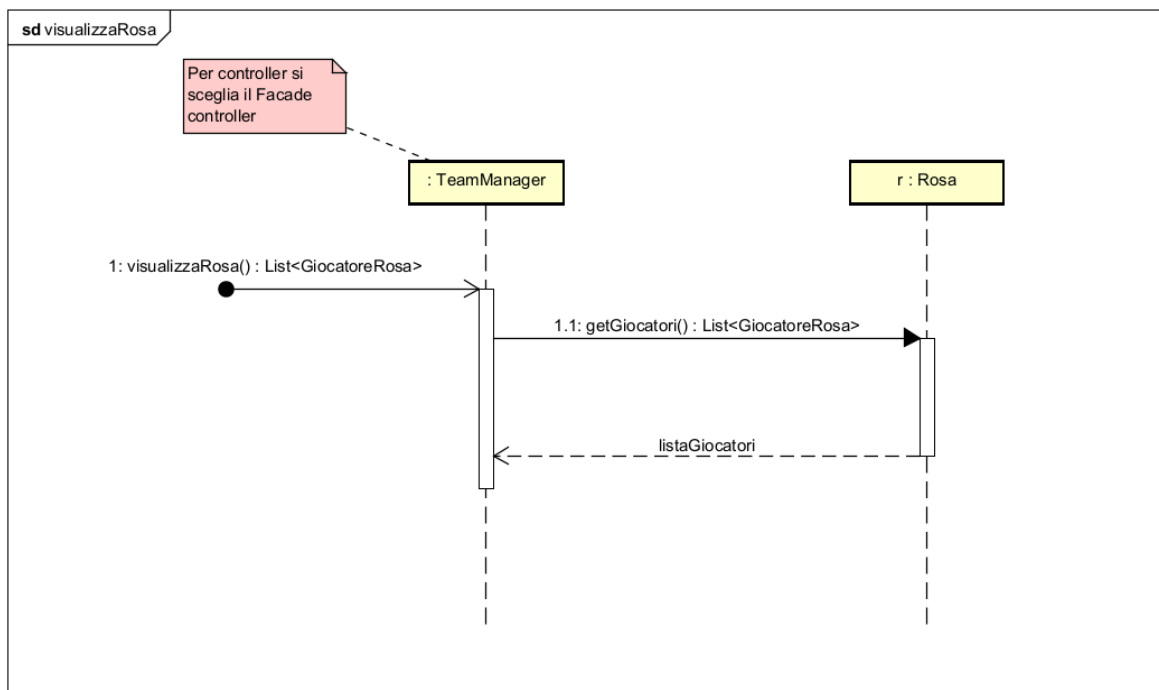 sd visualizzaRosa
Per controller si
sceglia il Facade
controller
: TeamManager
r : Rosa
1: visualizzaRosa() : List<GiocatoreRosa>
1.1: getGiocatori() : List<GiocatoreRosa>
listaGiocatori